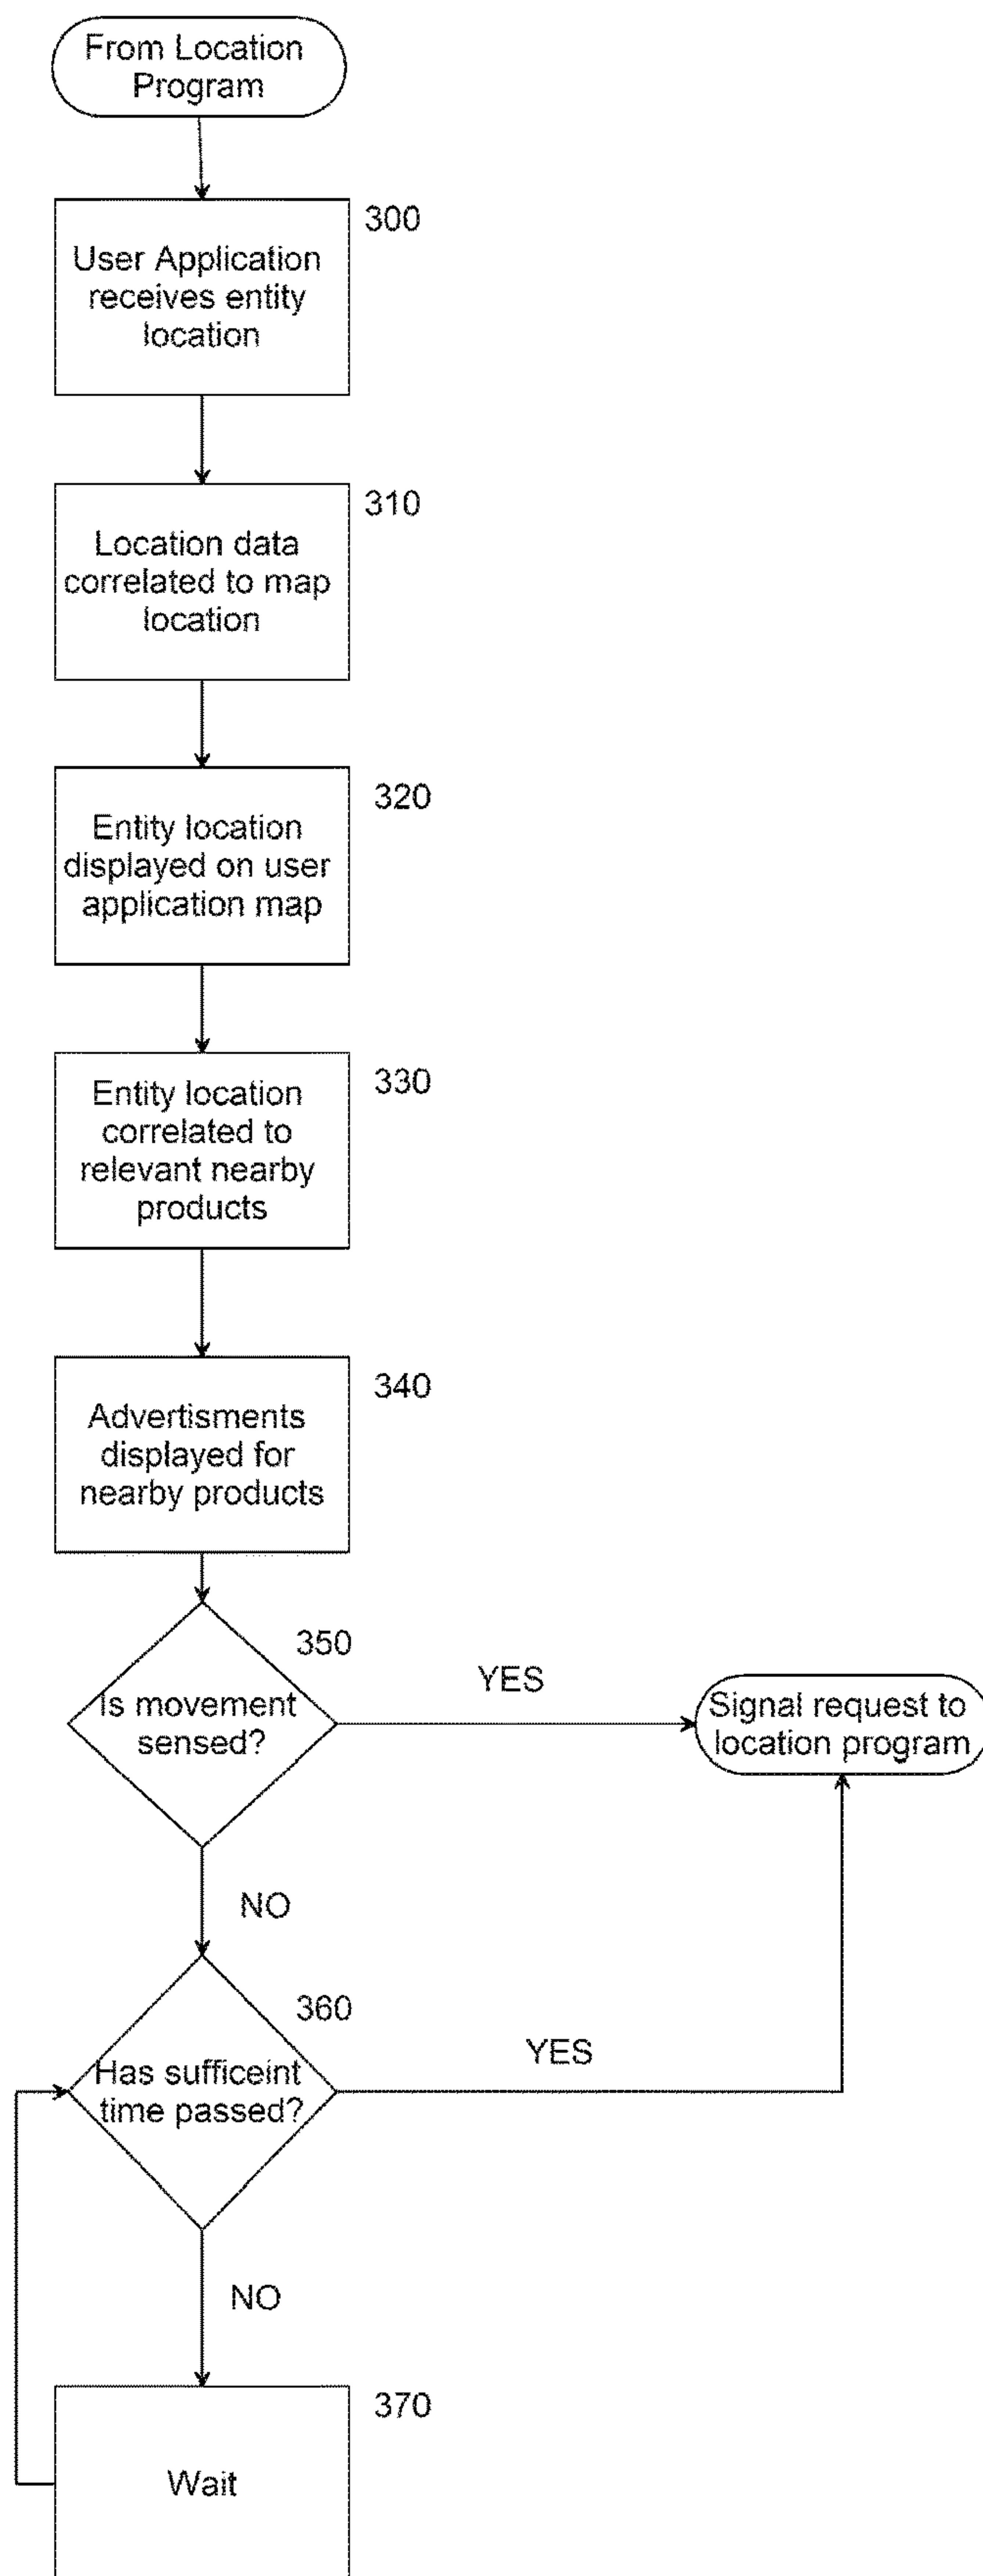 From Location
Program
300
User Application
receives entity
location
310
Location data
correlated to map
location
320
Entity location
displayed on user
application map
330
Entity location
correlated to
relevant nearby
products
340
Advertisments
displayed for
nearby products
350
Is movement
sensed?
YES
Signal request to
location program
NO
360
Has sufficeint
time passed?
YES
NO
370
Wait